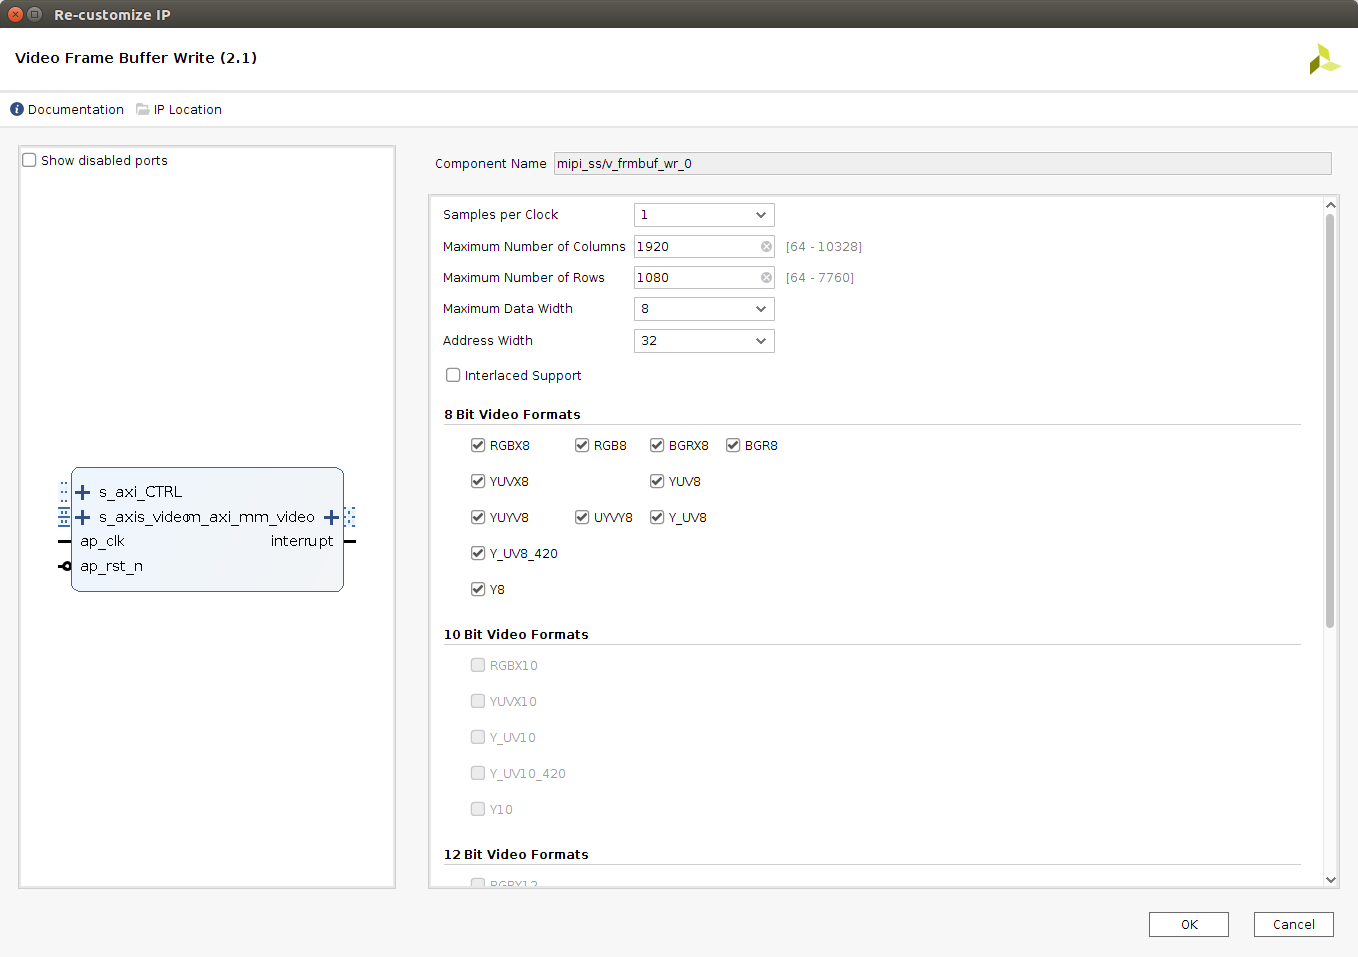 Re-customize IP
Video Frame Buffer Write (2.1)
Documentation IP Location
Show disabled ports
s_axi_CTRL
s_axis_video m_axi_mm_video
ap_clk interrupt
ap_rst_n
Component Name mipi_ss/v_frmbuf_wr_0
Samples per Clock 1
Maximum Number of Columns 1920 [64 - 10328]
Maximum Number of Rows 1080 [64 - 7760]
Maximum Data Width 8
Address Width 32
Interlaced Support
8 Bit Video Formats
RGBX8 RGB8 BGRX8 BGR8
YUVX8 YUV8
YUYV8 UYVY8 Y_UV8
Y_UV8_420
Y8
10 Bit Video Formats
RGBX10
YUVX10
Y_UV10
Y_UV10_420
Y10
12 Bit Video Formats
RGBX12
OK Cancel